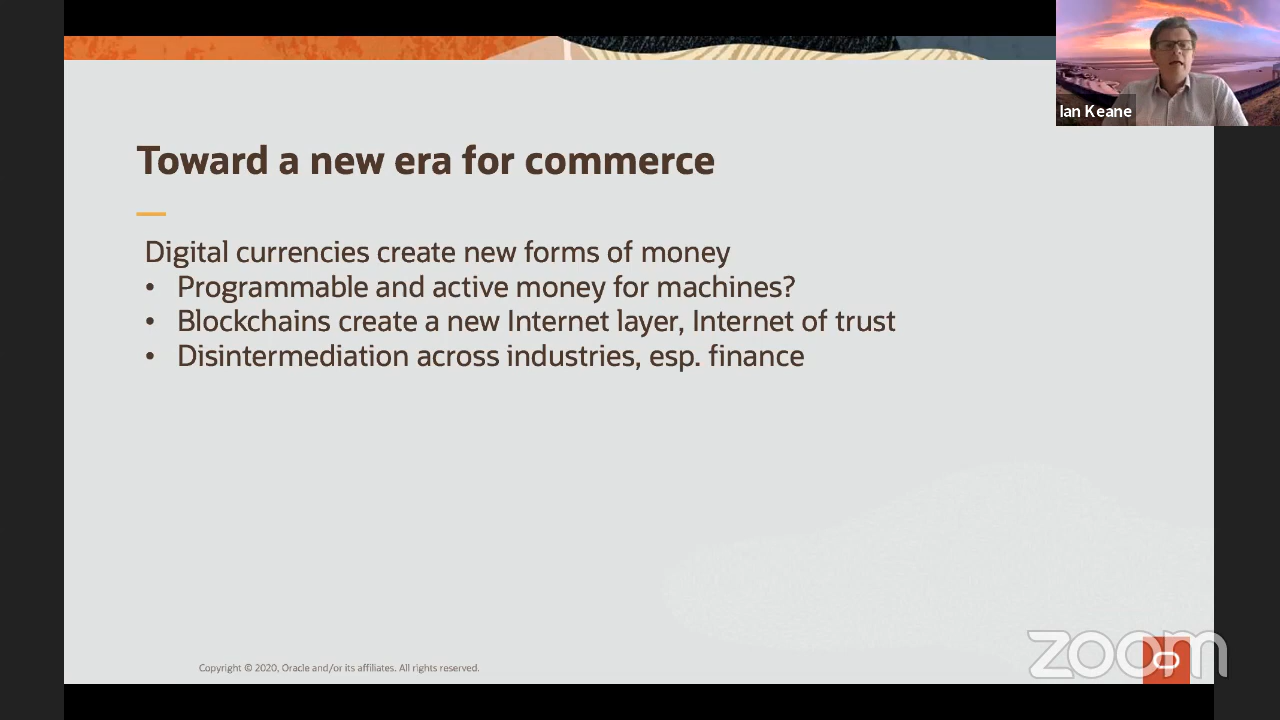 Ian Keane
Toward a new era for commerce
Digital currencies create new forms of money
• Programmable and active money for machines?
• Blockchains create a new Internet layer, Internet of trust
• Disintermediation across industries, esp. finance
Copyright © 2020, Oracle and/or its affiliates. All rights reserved.
zoom